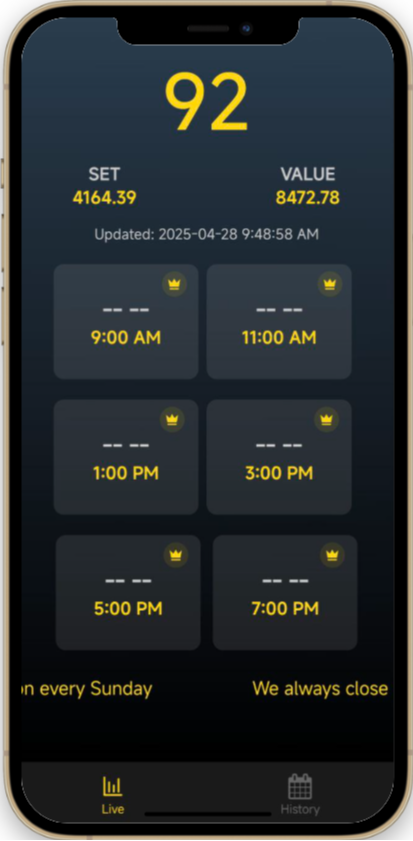 92
SET VALUE
4164.39 8472.78
Updated: 2025-04-28 9:48:58 AM
-- -- -- --
9:00 AM 11:00 AM
-- -- -- --
1:00 PM 3:00 PM
-- -- -- --
5:00 PM 7:00 PM
n every Sunday We always close
Live History